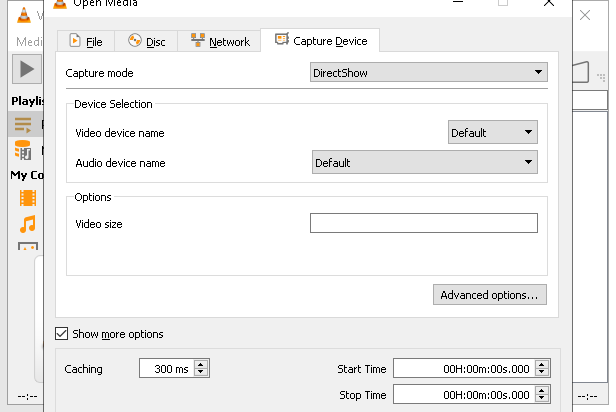 Open Media
Medi
File
Disc
Network
Capture Device
Capture mode
DirectShow
Playlis
Device Selection
Video device name
Default
Audio device name
Default
My Co
Options
Video size
Advanced options...
Show more options
Caching
300 ms
Start Time
00H:00m:00s.000
Stop Time
00H:00m:00s.000
--:--
--:--